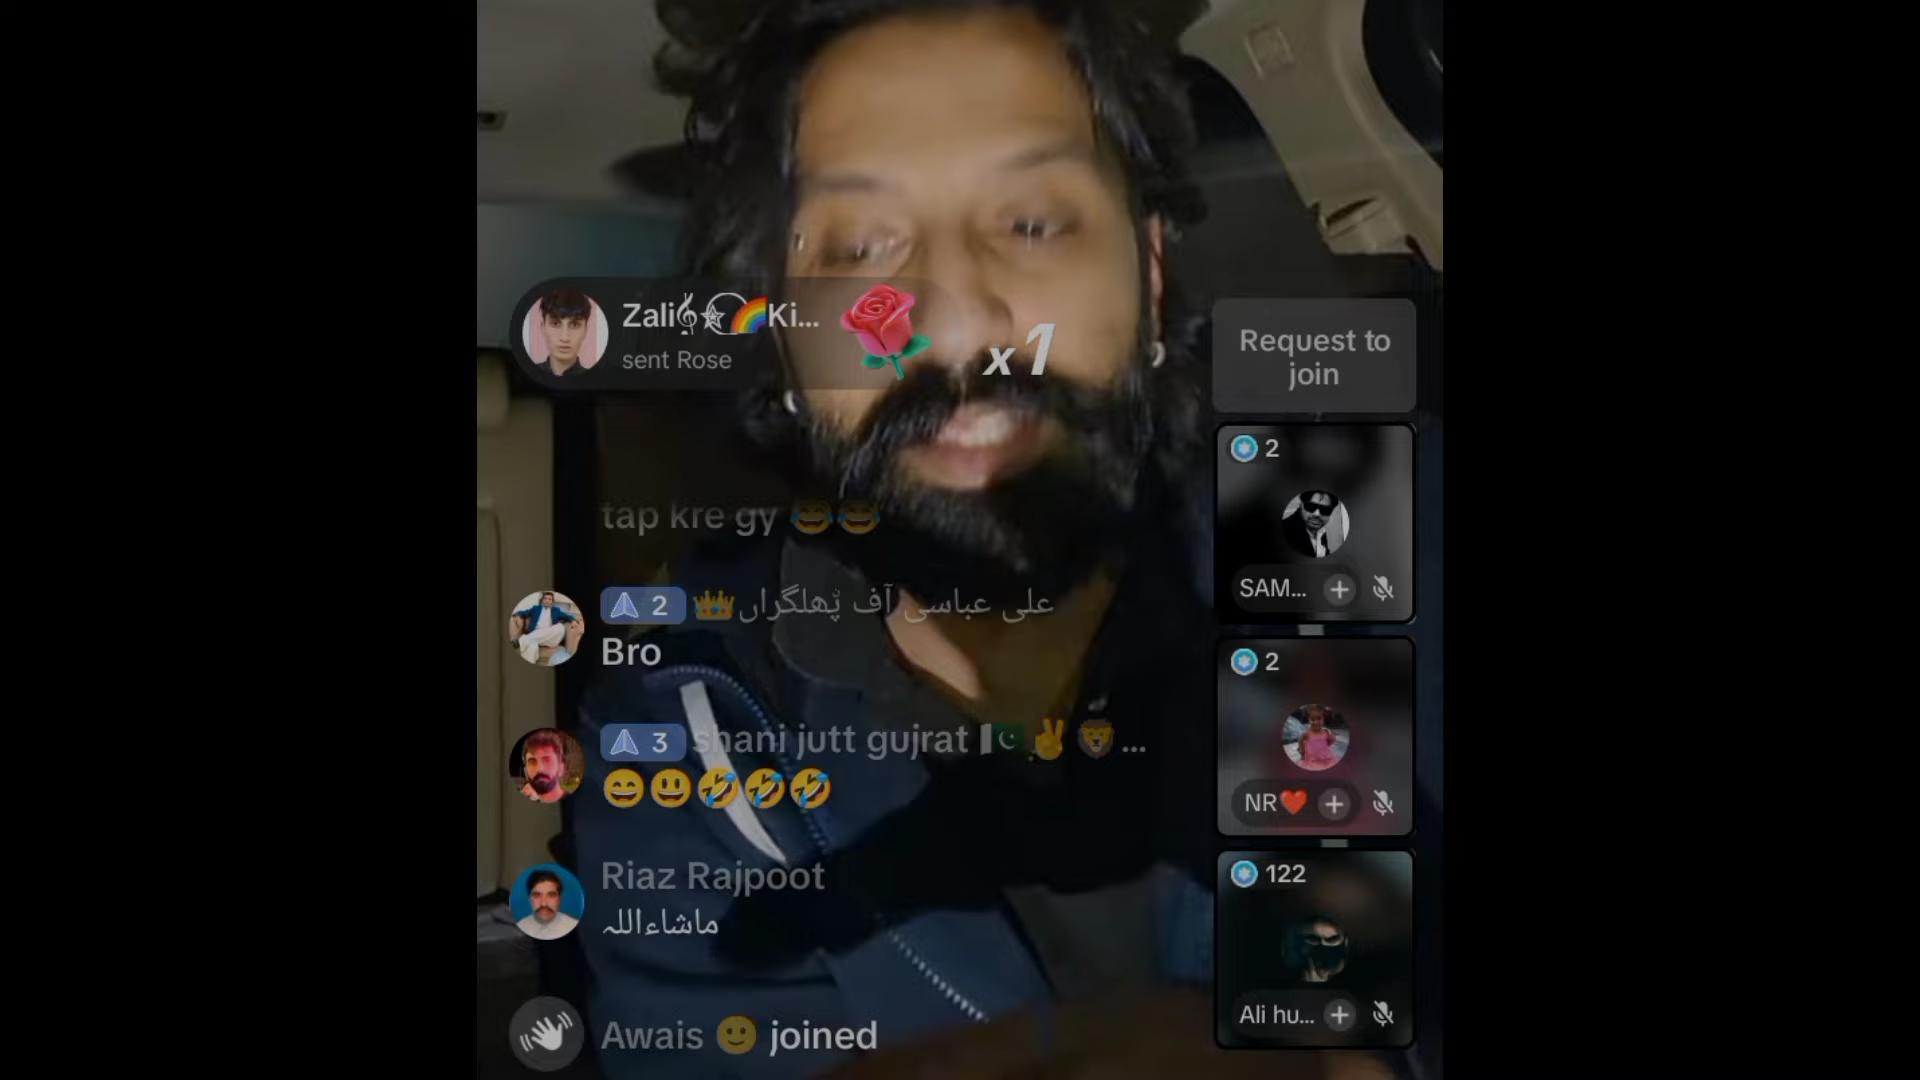 Zali𝄞✯🌈Ki...
sent Rose
x1
Request to
join
2
SAM...
tap kre gy 😂😂
2 👑علی عباسی آف پُھلگراں
Bro
2
NR❤️
3 shani jutt gujrat 🇵🇰✌️🦁...
😄😃🤣🤣🤣
122
Riaz Rajpoot
ماشاءاللہ
Ali hu...
Awais 🙂 joined